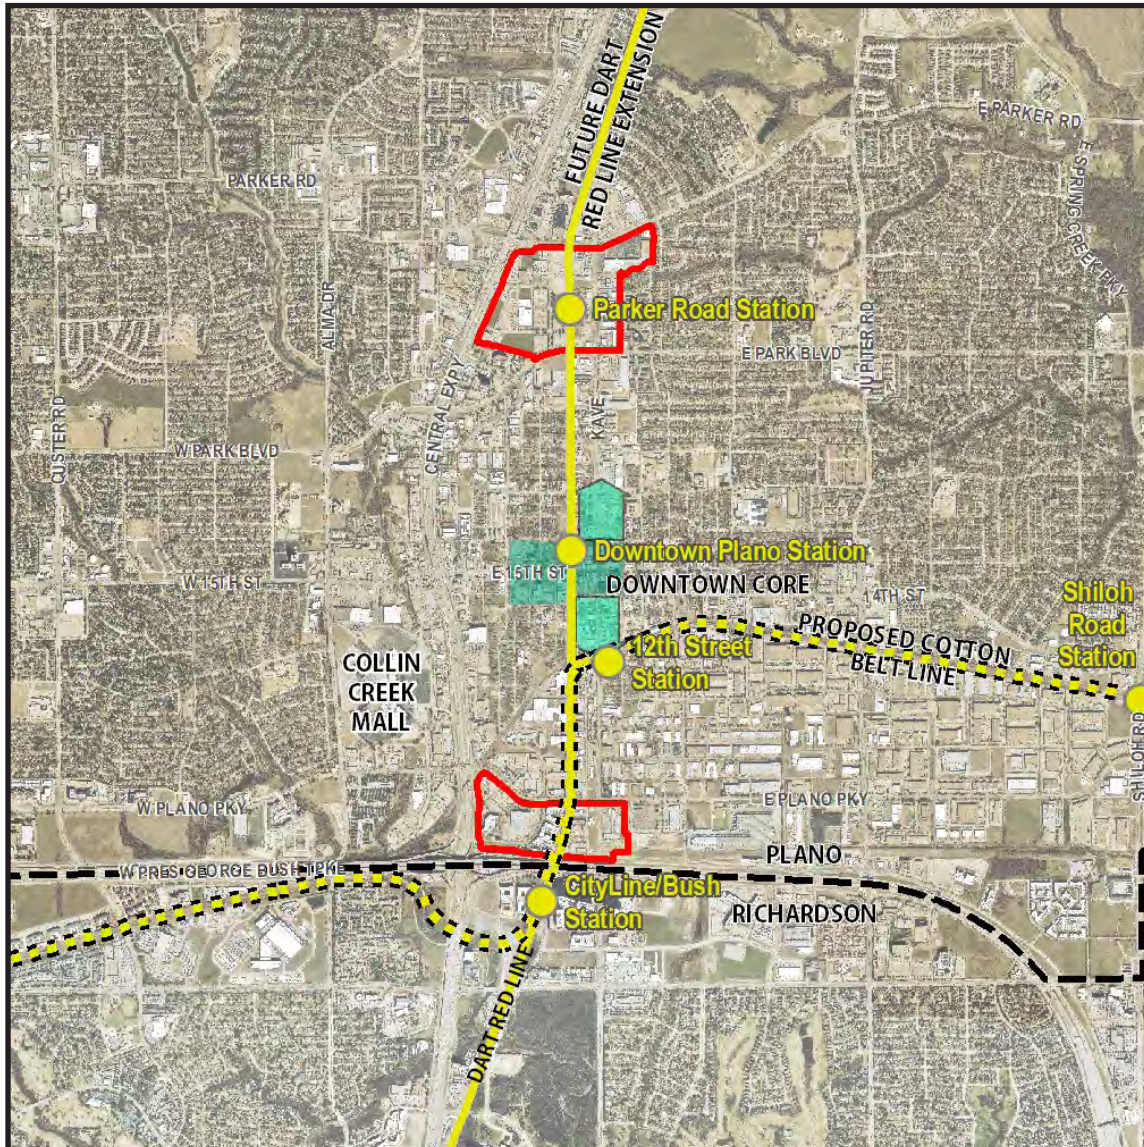 FUTURE DART
RED LINE EXTENSION
E PARKER RD
E SPRING CREEK PKY
PARKER RD
ALMA DR
Parker Road Station
JUPITER RD
E PARK BLVD
CENTRAL EXPY
K AVE
CUSTER RD
W PARK BLVD
Downtown Plano Station
E 15TH ST
W 15TH ST
DOWNTOWN CORE
14TH ST
Shiloh
Road
Station
PROPOSED COTTON
BELT LINE
12th Street
Station
COLLIN
CREEK
MALL
SHILOH RD
W PLANO PKY
E PLANO PKY
PLANO
W PRES GEORGE BUSH TPKE
CityLine/Bush
Station
RICHARDSON
DART RED LINE